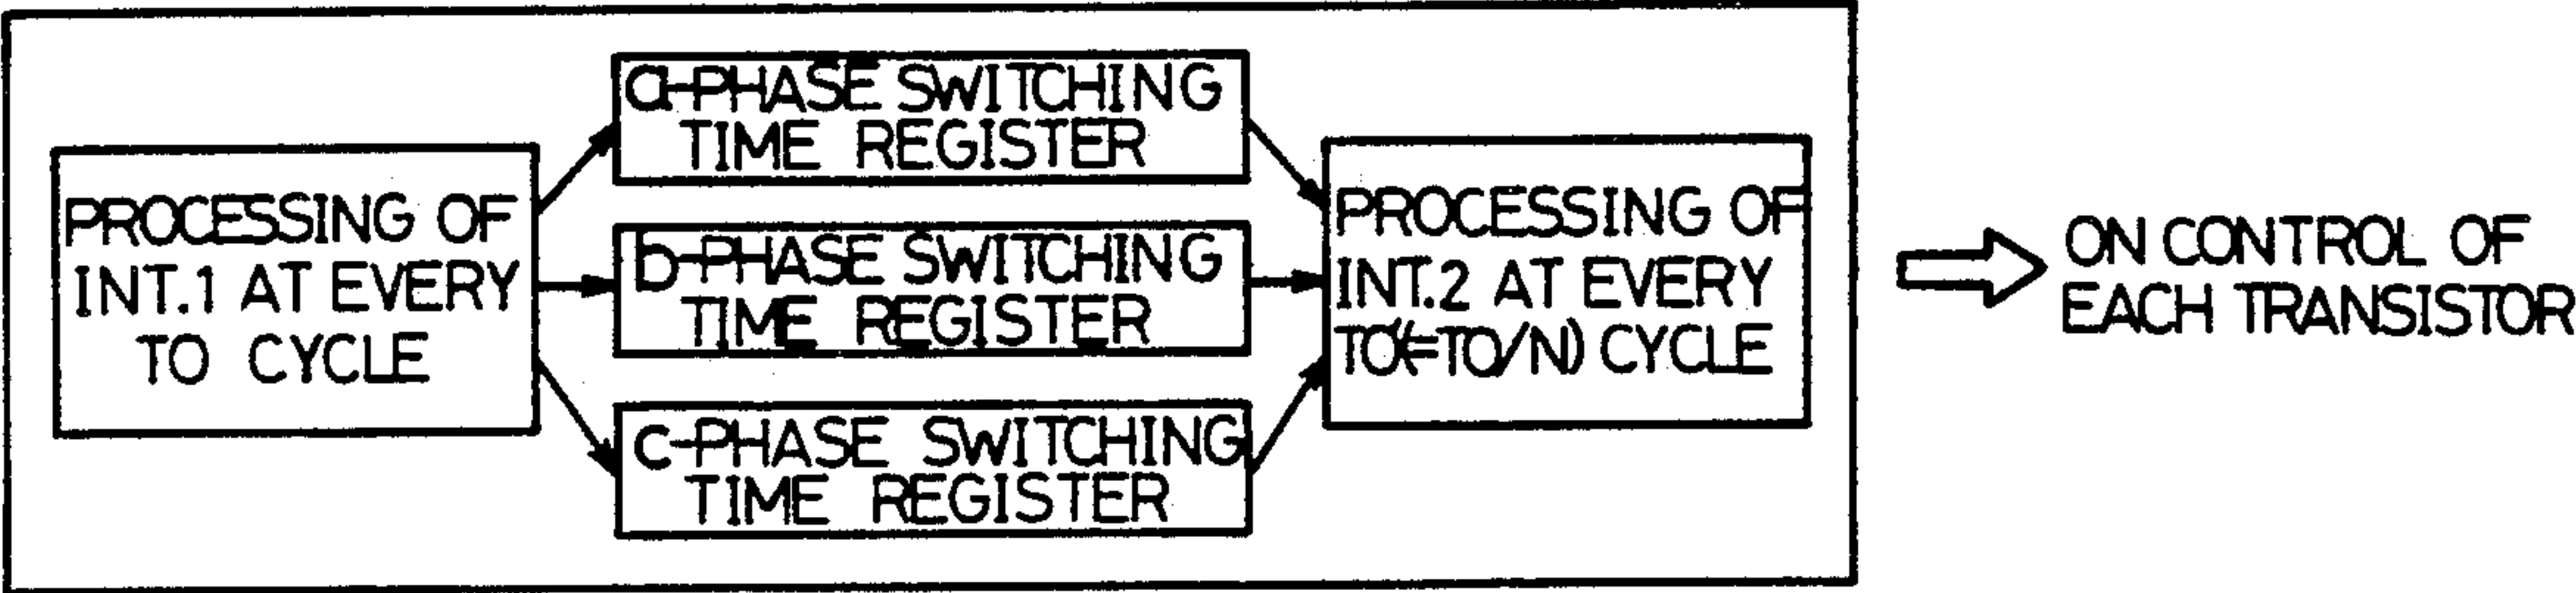 PROCESSING OF
INT.1 AT EVERY
TO CYCLE
a-PHASE SWITCHING
TIME REGISTER
b-PHASE SWITCHING
TIME REGISTER
c-PHASE SWITCHING
TIME REGISTER
PROCESSING OF
INT.2 AT EVERY
TO'(=TO/N) CYCLE
ON CONTROL OF
EACH TRANSISTOR